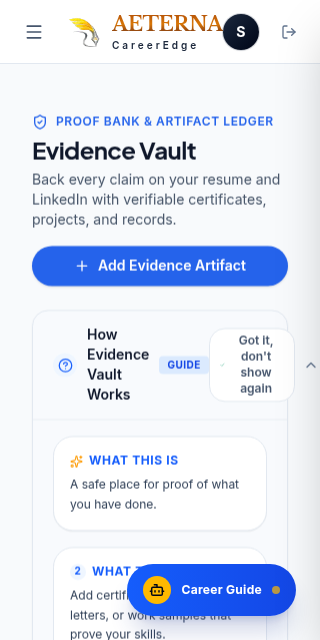 AETERNA
CareerEdge
S
PROOF BANK & ARTIFACT LEDGER
Evidence Vault
Back every claim on your resume and
LinkedIn with verifiable certificates,
projects, and records.
Add Evidence Artifact
How
Evidence
Vault
Works
GUIDE
Got it,
don't
show
again
WHAT THIS IS
A safe place for proof of what
you have done.
2 WHAT
Add
letters, or work samples that
prove your skills.
Career Guide